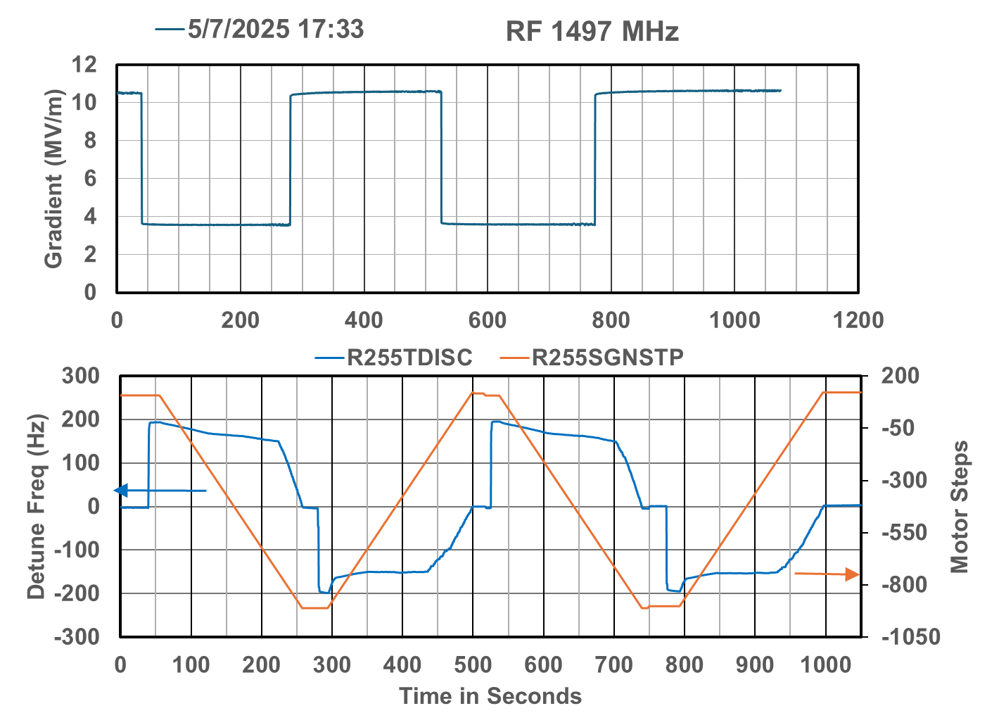 5/7/2025 17:33 RF 1497 MHz
12
10
8
6
4
2
0
Gradient (MV/m)
0 200 400 600 800 1000 1200
R255TDISC R255SGNSTP
300 200
200 -50
100 -300
0 -550
-100 -800
-200 -1050
-300
Detune Freq (Hz)
Motor Steps
0 100 200 300 400 500 600 700 800 900 1000
Time in Seconds